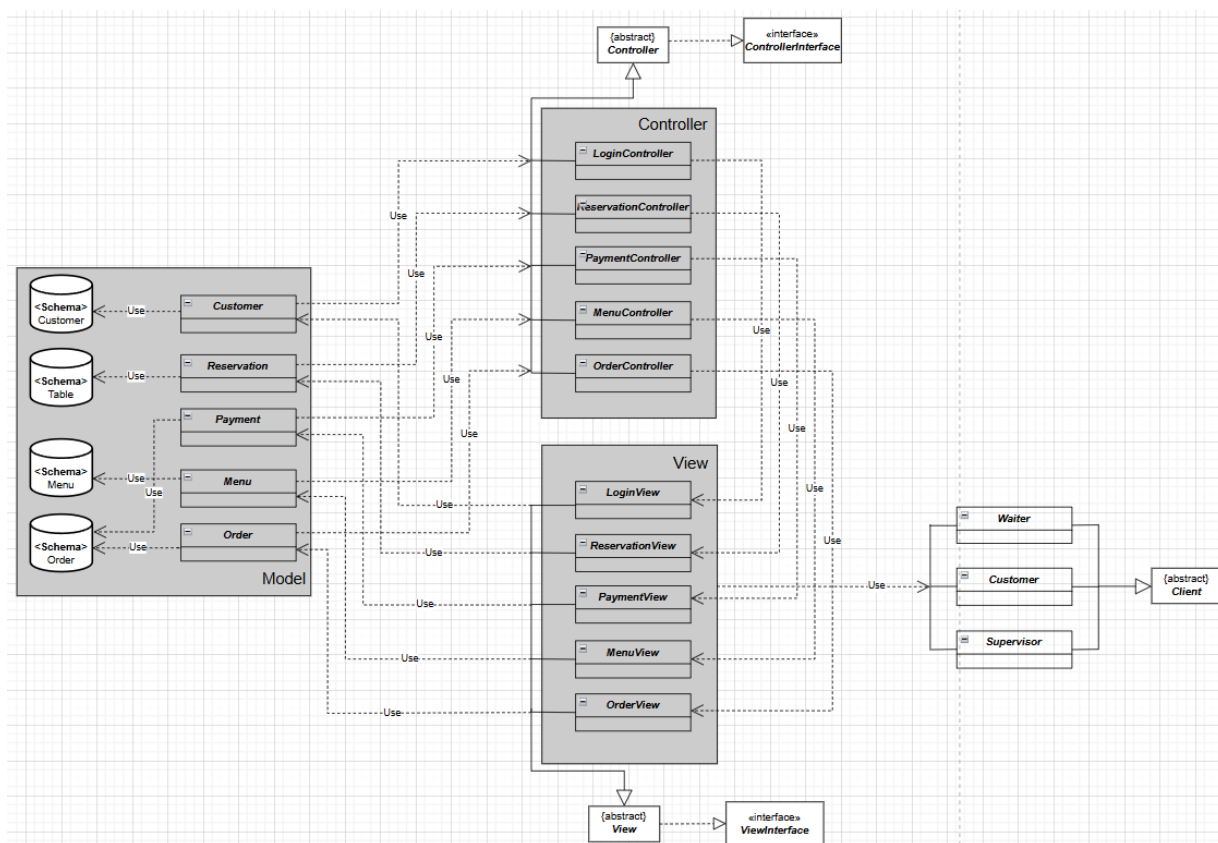 {abstract}
Controller
«interface»
ControllerInterface
Controller
LoginController
ReservationController
PaymentController
MenuController
OrderController
Use
Use
Use
Use
Use
Use
Use
Use
Use
Use
<Schema>
Customer
Use
Customer
<Schema>
Table
Use
Reservation
Payment
<Schema>
Menu
Use
Use
Menu
<Schema>
Order
Use
Order
Model
View
LoginView
ReservationView
PaymentView
MenuView
OrderView
Use
Use
Use
Use
Use
Use
Waiter
Customer
Supervisor
{abstract}
Client
{abstract}
View
«interface»
ViewInterface